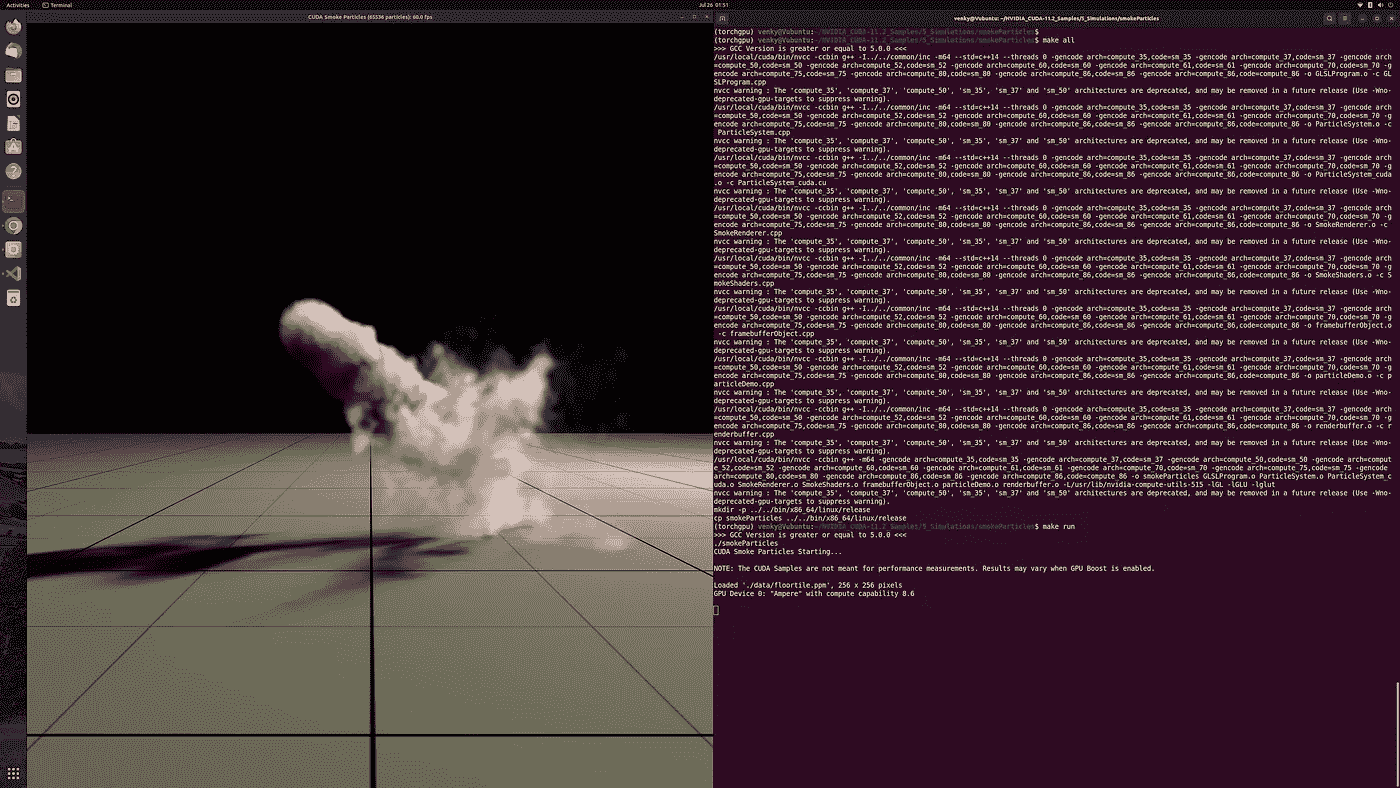 Activities
Terminal
Jul 26 01:51
CUDA Smoke Particles (65536 particles): 60.0 fps
venky@Vubuntu: ~/NVIDIA_CUDA-11.2_Samples/5_Simulations/smokeParticles
(torchgpu) venky@Vubuntu:~/NVIDIA_CUDA-11.2_Samples/5_Simulations/smokeParticles$
(torchgpu) venky@Vubuntu:~/NVIDIA_CUDA-11.2_Samples/5_Simulations/smokeParticles$ make all
>>> GCC Version is greater or equal to 5.0.0 <<<
/usr/local/cuda/bin/nvcc -ccbin g++ -I../../common/inc -m64 --std=c++14 --threads 0 -gencode arch=compute_35,code=sm_35 -gencode arch=compute_37,code=sm_37 -gencode arch
=compute_50,code=sm_50 -gencode arch=compute_52,code=sm_52 -gencode arch=compute_60,code=sm_60 -gencode arch=compute_61,code=sm_61 -gencode arch=compute_70,code=sm_70 -g
encode arch=compute_75,code=sm_75 -gencode arch=compute_80,code=sm_80 -gencode arch=compute_86,code=sm_86 -gencode arch=compute_86,code=compute_86 -o GLSLProgram.o -c GL
SLProgram.cpp
nvcc warning : The 'compute_35', 'compute_37', 'compute_50', 'sm_35', 'sm_37' and 'sm_50' architectures are deprecated, and may be removed in a future release (Use -Wno-
deprecated-gpu-targets to suppress warning).
/usr/local/cuda/bin/nvcc -ccbin g++ -I../../common/inc -m64 --std=c++14 --threads 0 -gencode arch=compute_35,code=sm_35 -gencode arch=compute_37,code=sm_37 -gencode arch
=compute_50,code=sm_50 -gencode arch=compute_52,code=sm_52 -gencode arch=compute_60,code=sm_60 -gencode arch=compute_61,code=sm_61 -gencode arch=compute_70,code=sm_70 -g
encode arch=compute_75,code=sm_75 -gencode arch=compute_80,code=sm_80 -gencode arch=compute_86,code=sm_86 -gencode arch=compute_86,code=compute_86 -o ParticleSystem.o -c
 ParticleSystem.cpp
nvcc warning : The 'compute_35', 'compute_37', 'compute_50', 'sm_35', 'sm_37' and 'sm_50' architectures are deprecated, and may be removed in a future release (Use -Wno-
deprecated-gpu-targets to suppress warning).
/usr/local/cuda/bin/nvcc -ccbin g++ -I../../common/inc -m64 --std=c++14 --threads 0 -gencode arch=compute_35,code=sm_35 -gencode arch=compute_37,code=sm_37 -gencode arch
=compute_50,code=sm_50 -gencode arch=compute_52,code=sm_52 -gencode arch=compute_60,code=sm_60 -gencode arch=compute_61,code=sm_61 -gencode arch=compute_70,code=sm_70 -g
encode arch=compute_75,code=sm_75 -gencode arch=compute_80,code=sm_80 -gencode arch=compute_86,code=sm_86 -gencode arch=compute_86,code=compute_86 -o ParticleSystem_cuda
.o -c ParticleSystem_cuda.cu
nvcc warning : The 'compute_35', 'compute_37', 'compute_50', 'sm_35', 'sm_37' and 'sm_50' architectures are deprecated, and may be removed in a future release (Use -Wno-
deprecated-gpu-targets to suppress warning).
/usr/local/cuda/bin/nvcc -ccbin g++ -I../../common/inc -m64 --std=c++14 --threads 0 -gencode arch=compute_35,code=sm_35 -gencode arch=compute_37,code=sm_37 -gencode arch
=compute_50,code=sm_50 -gencode arch=compute_52,code=sm_52 -gencode arch=compute_60,code=sm_60 -gencode arch=compute_61,code=sm_61 -gencode arch=compute_70,code=sm_70 -g
encode arch=compute_75,code=sm_75 -gencode arch=compute_80,code=sm_80 -gencode arch=compute_86,code=sm_86 -gencode arch=compute_86,code=compute_86 -o SmokeRenderer.o -c
SmokeRenderer.cpp
nvcc warning : The 'compute_35', 'compute_37', 'compute_50', 'sm_35', 'sm_37' and 'sm_50' architectures are deprecated, and may be removed in a future release (Use -Wno-
deprecated-gpu-targets to suppress warning).
/usr/local/cuda/bin/nvcc -ccbin g++ -I../../common/inc -m64 --std=c++14 --threads 0 -gencode arch=compute_35,code=sm_35 -gencode arch=compute_37,code=sm_37 -gencode arch
=compute_50,code=sm_50 -gencode arch=compute_52,code=sm_52 -gencode arch=compute_60,code=sm_60 -gencode arch=compute_61,code=sm_61 -gencode arch=compute_70,code=sm_70 -g
encode arch=compute_75,code=sm_75 -gencode arch=compute_80,code=sm_80 -gencode arch=compute_86,code=sm_86 -gencode arch=compute_86,code=compute_86 -o SmokeShaders.o -c S
mokeShaders.cpp
nvcc warning : The 'compute_35', 'compute_37', 'compute_50', 'sm_35', 'sm_37' and 'sm_50' architectures are deprecated, and may be removed in a future release (Use -Wno-
deprecated-gpu-targets to suppress warning).
/usr/local/cuda/bin/nvcc -ccbin g++ -I../../common/inc -m64 --std=c++14 --threads 0 -gencode arch=compute_35,code=sm_35 -gencode arch=compute_37,code=sm_37 -gencode arch
=compute_50,code=sm_50 -gencode arch=compute_52,code=sm_52 -gencode arch=compute_60,code=sm_60 -gencode arch=compute_61,code=sm_61 -gencode arch=compute_70,code=sm_70 -g
encode arch=compute_75,code=sm_75 -gencode arch=compute_80,code=sm_80 -gencode arch=compute_86,code=sm_86 -gencode arch=compute_86,code=compute_86 -o framebufferObject.o
 -c framebufferObject.cpp
nvcc warning : The 'compute_35', 'compute_37', 'compute_50', 'sm_35', 'sm_37' and 'sm_50' architectures are deprecated, and may be removed in a future release (Use -Wno-
deprecated-gpu-targets to suppress warning).
/usr/local/cuda/bin/nvcc -ccbin g++ -I../../common/inc -m64 --std=c++14 --threads 0 -gencode arch=compute_35,code=sm_35 -gencode arch=compute_37,code=sm_37 -gencode arch
=compute_50,code=sm_50 -gencode arch=compute_52,code=sm_52 -gencode arch=compute_60,code=sm_60 -gencode arch=compute_61,code=sm_61 -gencode arch=compute_70,code=sm_70 -g
encode arch=compute_75,code=sm_75 -gencode arch=compute_80,code=sm_80 -gencode arch=compute_86,code=sm_86 -gencode arch=compute_86,code=compute_86 -o particleDemo.o -c p
articleDemo.cpp
nvcc warning : The 'compute_35', 'compute_37', 'compute_50', 'sm_35', 'sm_37' and 'sm_50' architectures are deprecated, and may be removed in a future release (Use -Wno-
deprecated-gpu-targets to suppress warning).
/usr/local/cuda/bin/nvcc -ccbin g++ -I../../common/inc -m64 --std=c++14 --threads 0 -gencode arch=compute_35,code=sm_35 -gencode arch=compute_37,code=sm_37 -gencode arch
=compute_50,code=sm_50 -gencode arch=compute_52,code=sm_52 -gencode arch=compute_60,code=sm_60 -gencode arch=compute_61,code=sm_61 -gencode arch=compute_70,code=sm_70 -g
encode arch=compute_75,code=sm_75 -gencode arch=compute_80,code=sm_80 -gencode arch=compute_86,code=sm_86 -gencode arch=compute_86,code=compute_86 -o renderbuffer.o -c r
enderbuffer.cpp
nvcc warning : The 'compute_35', 'compute_37', 'compute_50', 'sm_35', 'sm_37' and 'sm_50' architectures are deprecated, and may be removed in a future release (Use -Wno-
deprecated-gpu-targets to suppress warning).
/usr/local/cuda/bin/nvcc -ccbin g++ -m64 -gencode arch=compute_35,code=sm_35 -gencode arch=compute_37,code=sm_37 -gencode arch=compute_50,code=sm_50 -gencode arch=comput
e_52,code=sm_52 -gencode arch=compute_60,code=sm_60 -gencode arch=compute_61,code=sm_61 -gencode arch=compute_70,code=sm_70 -gencode arch=compute_75,code=sm_75 -gencode
arch=compute_80,code=sm_80 -gencode arch=compute_86,code=sm_86 -gencode arch=compute_86,code=compute_86 -o smokeParticles GLSLProgram.o ParticleSystem.o ParticleSystem_c
uda.o SmokeRenderer.o SmokeShaders.o framebufferObject.o particleDemo.o renderbuffer.o -L/usr/lib/nvidia-compute-utils-515 -lGL -lGLU -lglut
nvcc warning : The 'compute_35', 'compute_37', 'compute_50', 'sm_35', 'sm_37' and 'sm_50' architectures are deprecated, and may be removed in a future release (Use -Wno-
deprecated-gpu-targets to suppress warning).
mkdir -p ../../bin/x86_64/linux/release
cp smokeParticles ../../bin/x86_64/linux/release
(torchgpu) venky@Vubuntu:~/NVIDIA_CUDA-11.2_Samples/5_Simulations/smokeParticles$ make run
>>> GCC Version is greater or equal to 5.0.0 <<<
./smokeParticles
CUDA Smoke Particles Starting...
NOTE: The CUDA Samples are not meant for performance measurements. Results may vary when GPU Boost is enabled.
Loaded './data/floortile.ppm', 256 x 256 pixels
GPU Device 0: "Ampere" with compute capability 8.6